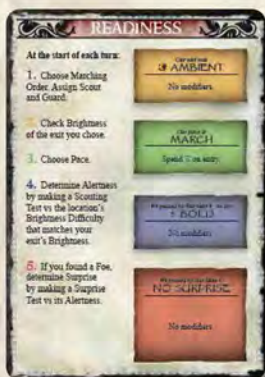 READINESS
At the start of each turn:
1. Choose Marching
Order. Assign Scout
and Guard.
2. Check Brightness
of the exit you chose.
3. Choose Pace.
4. Determine Alertness
by making a Scouting
Test vs the location's
Brightness Difficulty
that matches your
exit's Brightness.
5. If you found a Foe,
determine Surprise
by making a Surprise
Test vs its Alertness.
AMBIENT
No modifiers.
MARCH
Spend on entry.
BOLD
No modifiers.
NO SURPRISE
No modifiers.